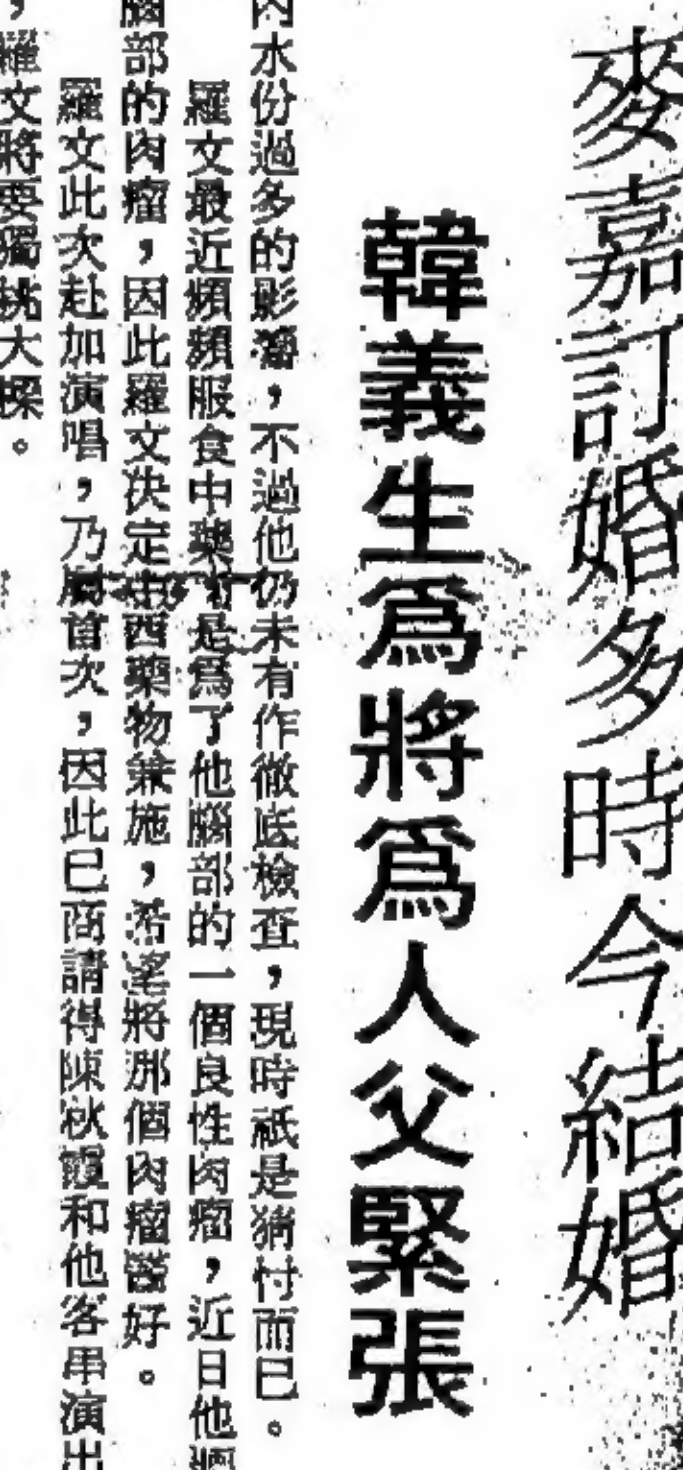 麥嘉訂婚多時今結婚
韓義生爲將爲人父緊張
內水份過多的影響，不過他仍未有作徹底檢查，現時祇是猜忖而已。
羅文最近頻頻服食中藥 是爲了他腦部的一個良性肉瘤，近日他
腦部的肉瘤，因此羅文決定 西藥物兼施，希望將那個肉瘤醫好。
羅文此次赴加演唱，乃屬首次，因此已商請得陳秋霞和他客串演出
，羅文將要獨挑大樑。